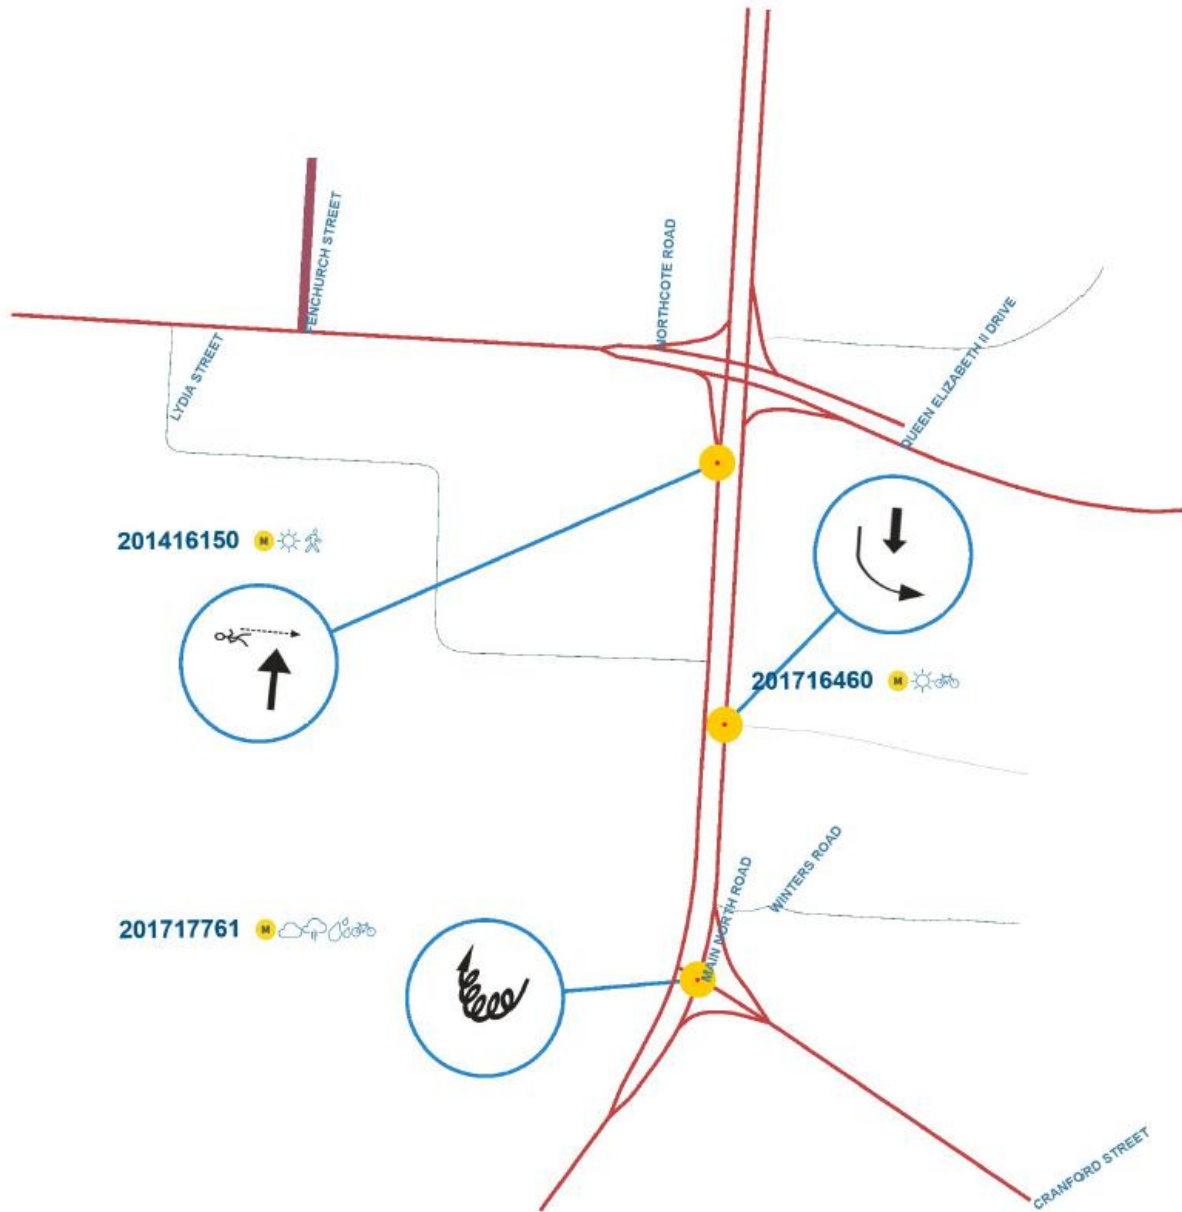 FENCHURCH STREET
NORTHCOTE ROAD
LYDIA STREET
QUEEN ELIZABETH II DRIVE
201416150 M
201716460 M
WINTERS ROAD
MAIN NORTH ROAD
201717761 M
CRANFORD STREET